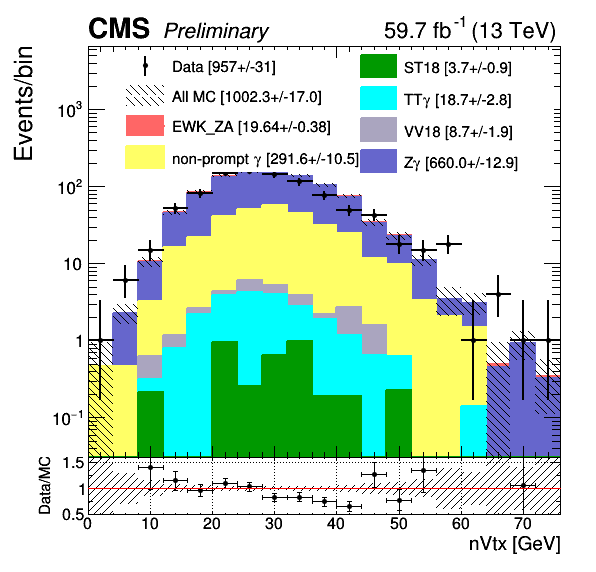 CMS Preliminary 59.7 fb⁻¹ (13 TeV)
Events/bin
Data [957+/-31]
All MC [1002.3+/-17.0]
EWK_ZA [19.64+/-0.38]
non-prompt γ [291.6+/-10.5]
ST18 [3.7+/-0.9]
TTγ [18.7+/-2.8]
VV18 [8.7+/-1.9]
Zγ [660.0+/-12.9]
10³
10²
10
1
10⁻¹
Data/MC
1.5
1
0.5
0 10 20 30 40 50 60 70
nVtx [GeV]